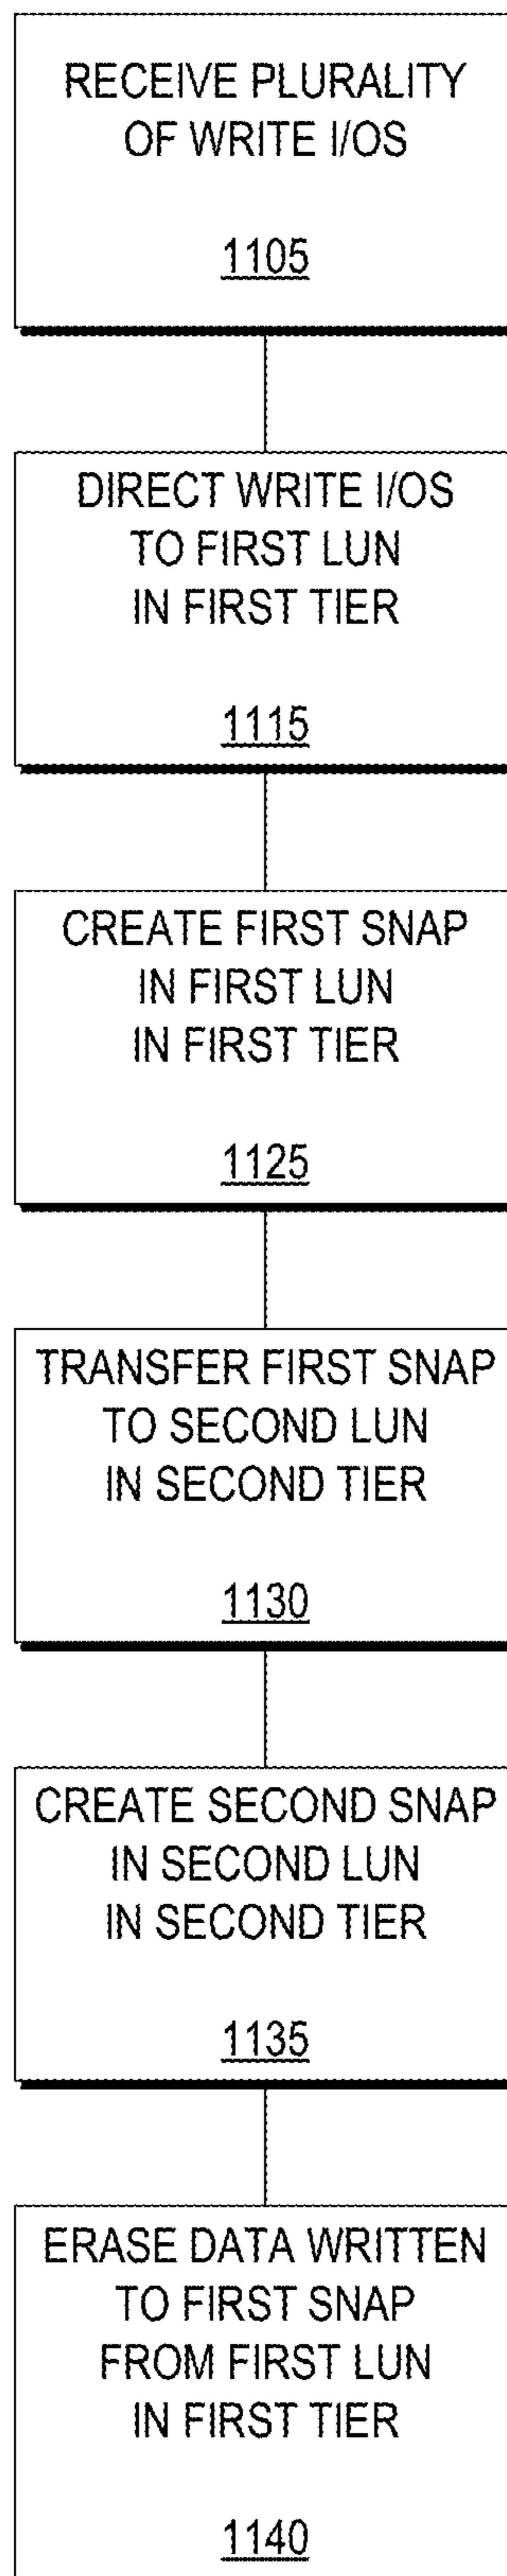 RECEIVE PLURALITY
OF WRITE I/OS
1105
DIRECT WRITE I/OS
TO FIRST LUN
IN FIRST TIER
1115
CREATE FIRST SNAP
IN FIRST LUN
IN FIRST TIER
1125
TRANSFER FIRST SNAP
TO SECOND LUN
IN SECOND TIER
1130
CREATE SECOND SNAP
IN SECOND LUN
IN SECOND TIER
1135
ERASE DATA WRITTEN
TO FIRST SNAP
FROM FIRST LUN
IN FIRST TIER
1140